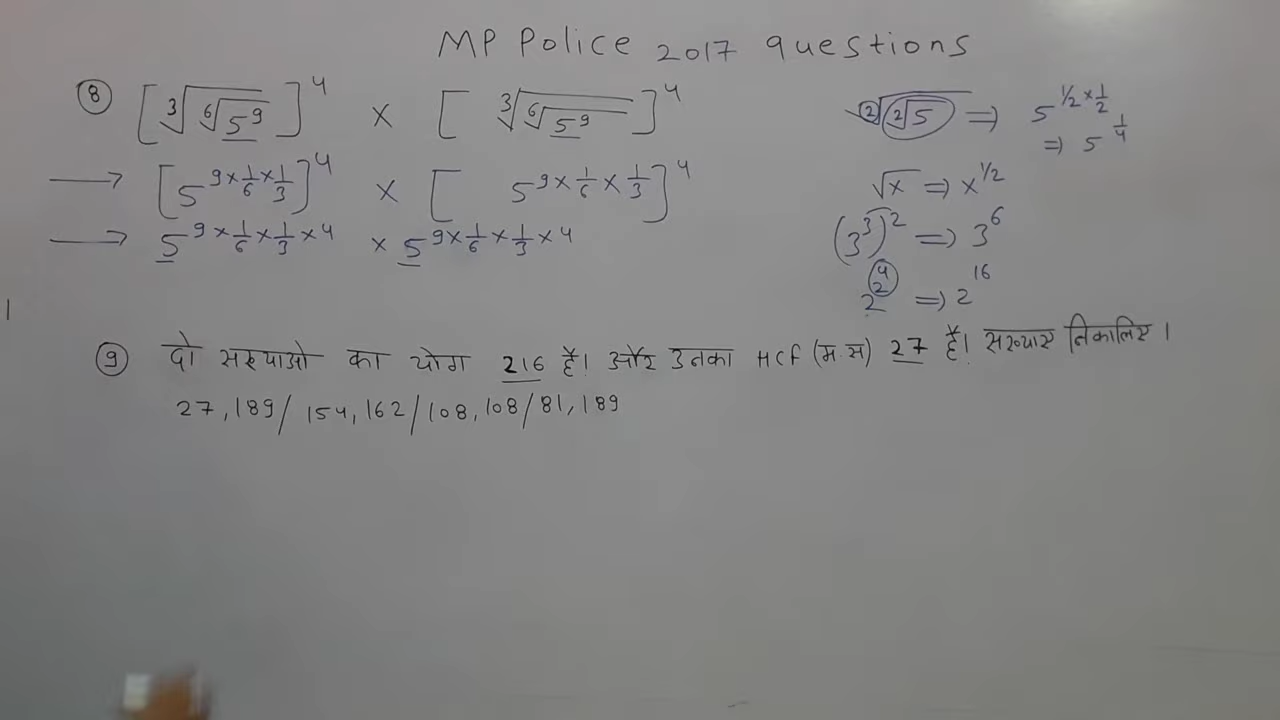 MP Police 2017 questions
⑧ [∛(⁶√5⁹)]⁴ × [∛(⁶√5⁹)]⁴
→ [5^(9×1/6×1/3)]⁴ × [5^(9×1/6×1/3)]⁴
→ 5^(9×1/6×1/3×4) × 5^(9×1/6×1/3×4)
²√(²√5) ⇒ 5^(1/2×1/2)
⇒ 5^(1/4)
√x ⇒ x^(1/2)
(3³)² ⇒ 3⁶
2^(2^4) ⇒ 2^16
⑨ दो संख्याओ का योग 216 है। और उनका HCf (म.स) 27 है। संख्याए निकालिए।
27,189/ 154,162/108,108/81,189